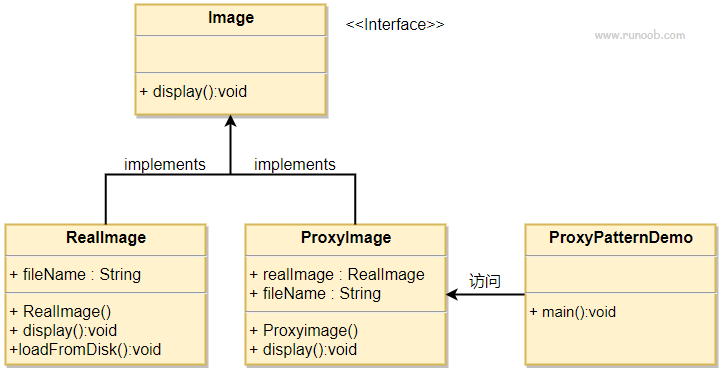 Image
<<Interface>>
www.runoob.com
+ display():void
implements
implements
RealImage
+ fileName : String
+ RealImage()
+ display():void
+loadFromDisk():void
ProxyImage
+ realImage : RealImage
+ fileName : String
+ Proxyimage()
+ display():void
访问
ProxyPatternDemo
+ main():void